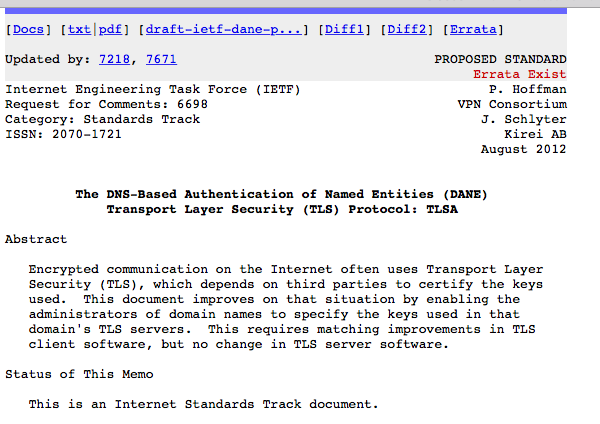 [Docs] [txt|pdf] [draft-ietf-dane-p...] [Diff1] [Diff2] [Errata]
Updated by: 7218, 7671 PROPOSED STANDARD
Errata Exist
Internet Engineering Task Force (IETF) P. Hoffman
Request for Comments: 6698 VPN Consortium
Category: Standards Track J. Schlyter
ISSN: 2070-1721 Kirei AB
August 2012
The DNS-Based Authentication of Named Entities (DANE)
Transport Layer Security (TLS) Protocol: TLSA
Abstract
Encrypted communication on the Internet often uses Transport Layer
Security (TLS), which depends on third parties to certify the keys
used.  This document improves on that situation by enabling the
administrators of domain names to specify the keys used in that
domain's TLS servers.  This requires matching improvements in TLS
client software, but no change in TLS server software.
Status of This Memo
This is an Internet Standards Track document.